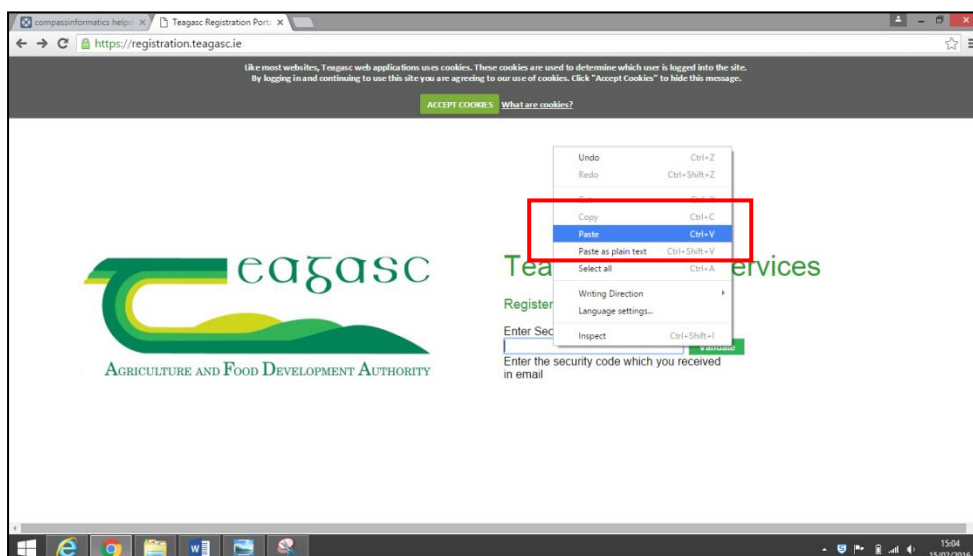 compassinformatics helpd
Teagasc Registration Port
https://registration.teagasc.ie
Like most websites, Teagasc web applications uses cookies. These cookies are used to determine which user is logged into the site.
By logging in and continuing to use this site you are agreeing to our use of cookies. Click "Accept Cookies" to hide this message.
ACCEPT COOKIES What are cookies?
Undo Ctrl+Z
Redo Ctrl+Shift+Z
Copy Ctrl+C
Paste Ctrl+V
Paste as plain text Ctrl+Shift+V
Select all Ctrl+A
Writing Direction
Language settings...
Inspect Ctrl+Shift+I
Teagasc
AGRICULTURE AND FOOD DEVELOPMENT AUTHORITY
Tea ervices
Register
Enter Sec
Validate
Enter the security code which you received
in email
15:04
15/02/2016